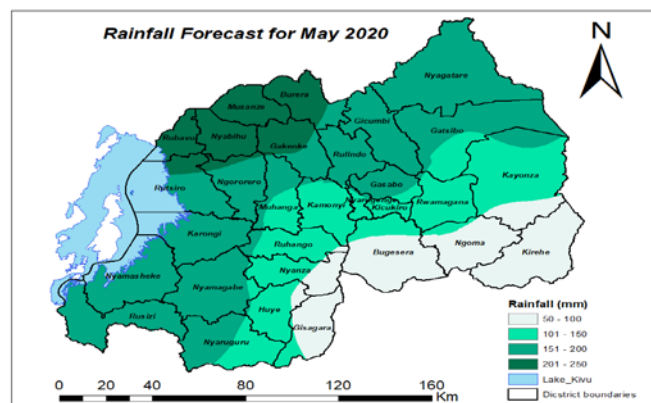 Rainfall Forecast for May 2020
N
Burera
Musanze
Nyagatare
Rubavu
Nyabihu
Gakenke
Gicumbi
Gatsibo
Rulindo
Rutsiro
Ngororero
Gasabo
Kayonza
Muhanga
Kamonyi
Kicukiro
Rwamagana
Karongi
Ruhango
Bugesera
Ngoma
Kirehe
Nyamasheke
Nyanza
Nyamagabe
Rusizi
Huye
Gisagara
Nyaruguru
Rainfall (mm)
50 - 100
101 - 150
151 - 200
201 - 250
Lake_Kivu
Dicstrict boundaries
0 20 40 80 120 160
Km